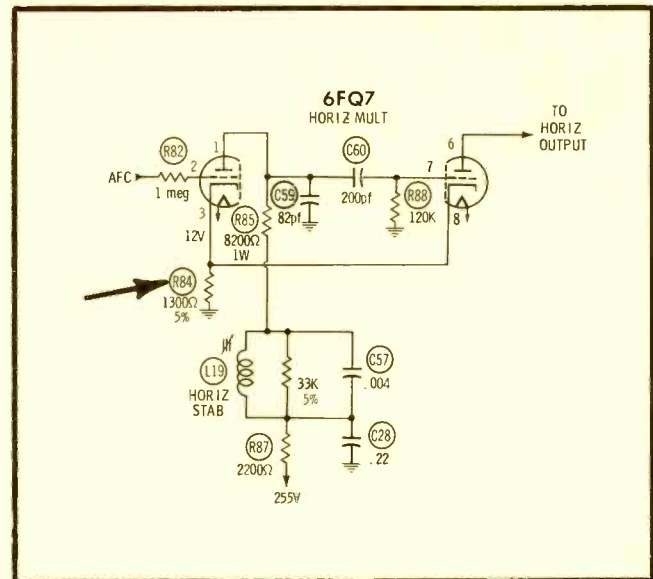 6FQ7
HORIZ MULT
TO
HORIZ
OUTPUT
R82
1
C60
6
AFC
2
7
1 meg
3
C59
200pf
R88
8
R85
82pf
120K
12V
8200Ω
1W
R84
1300Ω
5%
L19
HORIZ
STAB
33K
5%
C57
.004
R87
2200Ω
C28
.22
255V